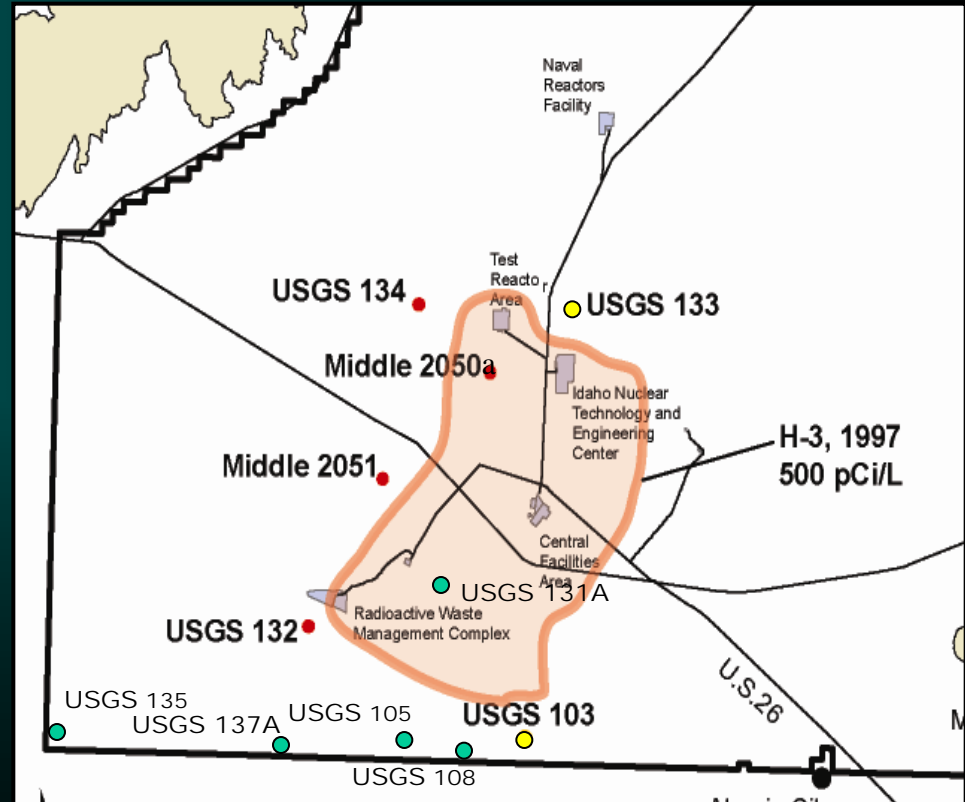 Naval
Reactors
Facility
Test
Reactor
Area
USGS 134
USGS 133
Middle 2050a
Idaho Nuclear
Technology and
Engineering
Center
H-3, 1997
500 pCi/L
Middle 2051
Central
Facilities
Area
USGS 131A
Radioactive Waste
Management Complex
USGS 132
U.S.26
USGS 135
USGS 137A
USGS 105
USGS 103
USGS 108
M